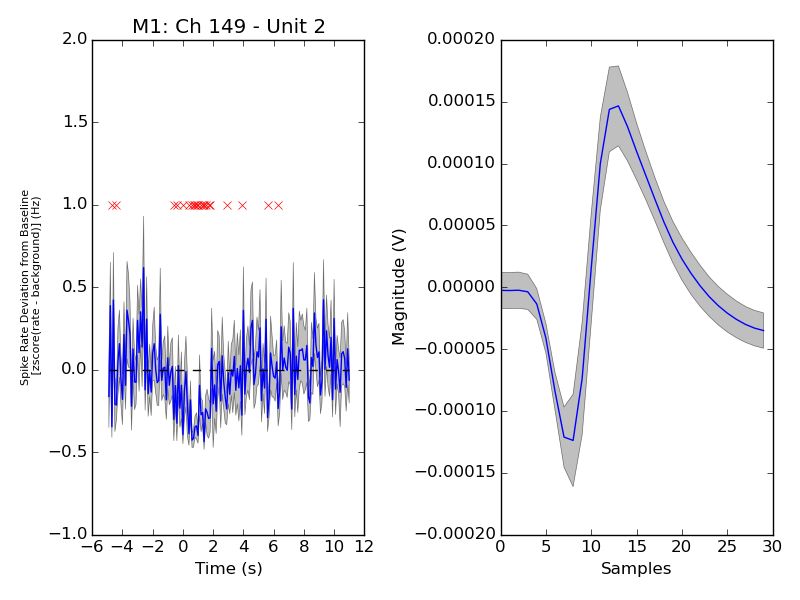 M1: Ch 149 - Unit 2
2.0
1.5
1.0
0.5
0.0
−0.5
−1.0
−6 −4 −2 0 2 4 6 8 10 12
Time (s)
Spike Rate Deviation from Baseline
[zscore(rate - background)] (Hz)
0.00020
0.00015
0.00010
0.00005
0.00000
−0.00005
−0.00010
−0.00015
−0.00020
0 5 10 15 20 25 30
Samples
Magnitude (V)